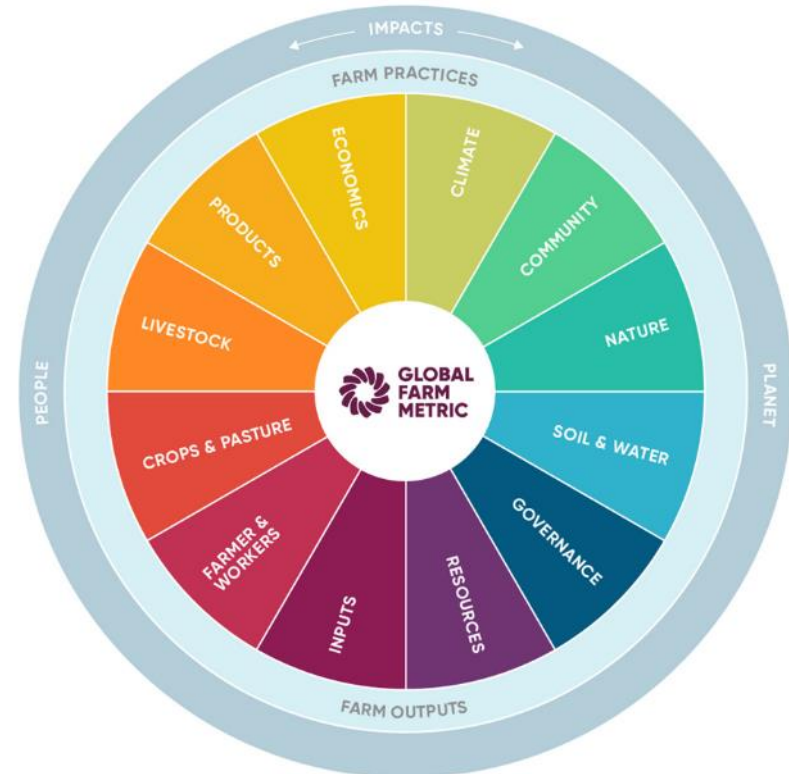 IMPACTS
FARM PRACTICES
ECONOMICS
CLIMATE
PRODUCTS
COMMUNITY
LIVESTOCK
NATURE
PEOPLE
GLOBAL
FARM
METRIC
PLANET
CROPS & PASTURE
SOIL & WATER
FARMER &
WORKERS
GOVERNANCE
INPUTS
RESOURCES
FARM OUTPUTS